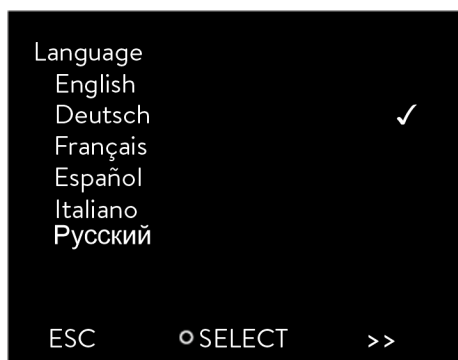 Language
English
Deutsch ✓
Français
Español
Italiano
Русский
ESC SELECT >>